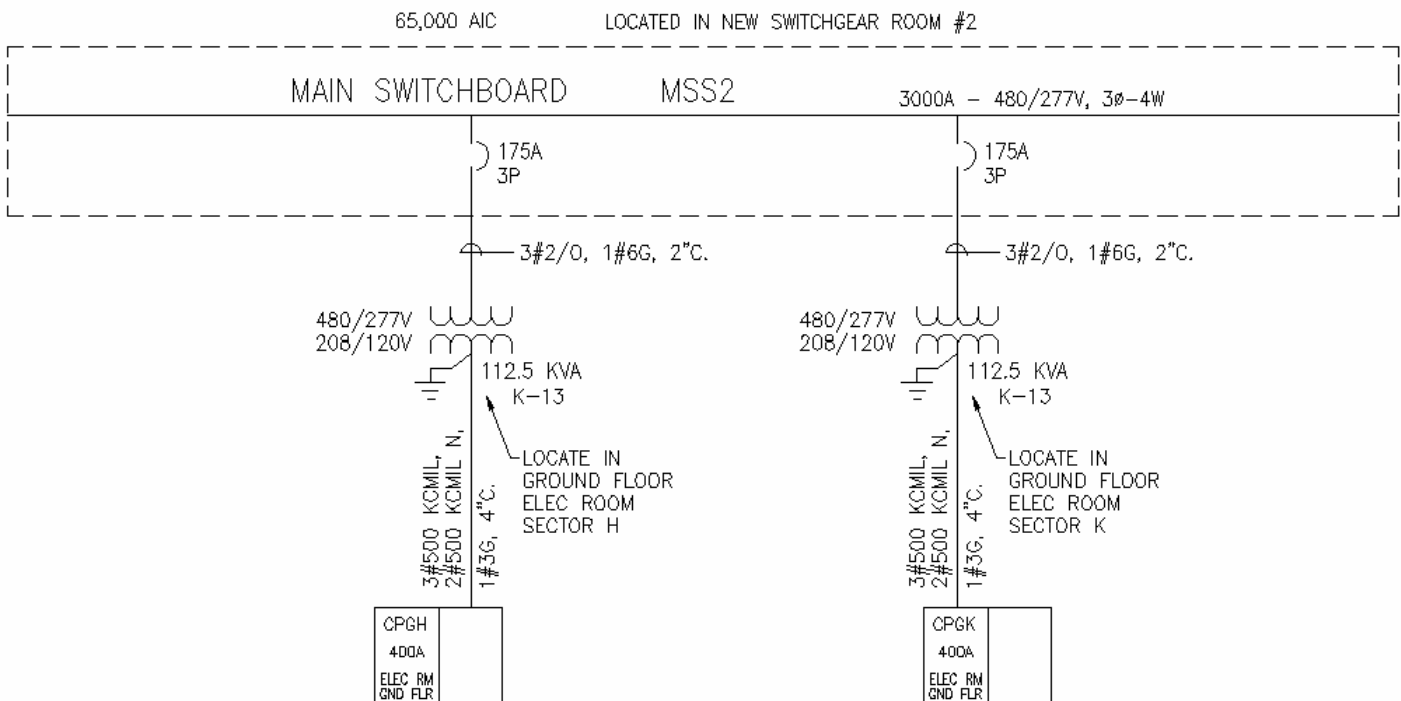 65,000 AIC
LOCATED IN NEW SWITCHGEAR ROOM #2
MAIN SWITCHBOARD MSS2
3000A - 480/277V, 3ø-4W
175A
3P
175A
3P
3#2/0, 1#6G, 2"C.
3#2/0, 1#6G, 2"C.
480/277V
208/120V
480/277V
208/120V
112.5 KVA
K-13
112.5 KVA
K-13
LOCATE IN
GROUND FLOOR
ELEC ROOM
SECTOR H
LOCATE IN
GROUND FLOOR
ELEC ROOM
SECTOR K
3#500 KCMIL,
2#500 KCMIL N,
1#3G, 4"C.
3#500 KCMIL,
2#500 KCMIL N,
1#3G, 4"C.
CPGH
400A
ELEC RM
GND FLR
CPGK
400A
ELEC RM
GND FLR